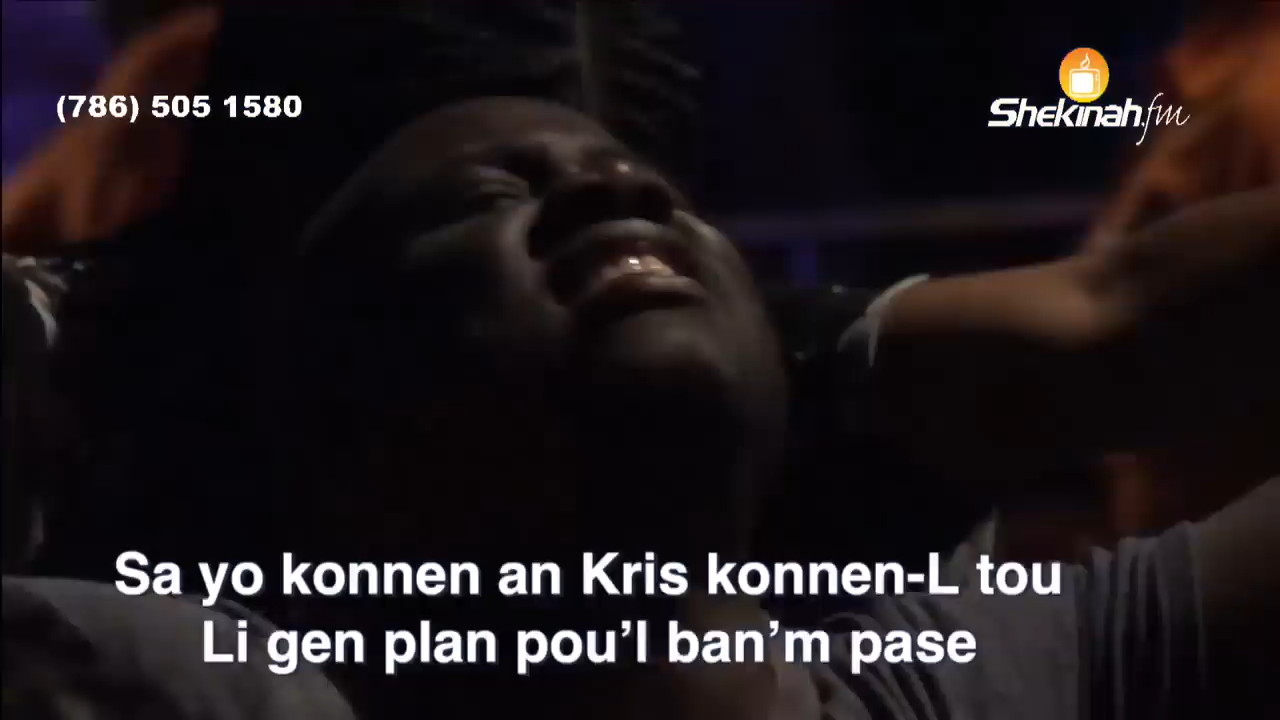 (786) 505 1580
Shekinah.fm
Sa yo konnen an Kris konnen-L tou
Li gen plan pou’l ban’m pase